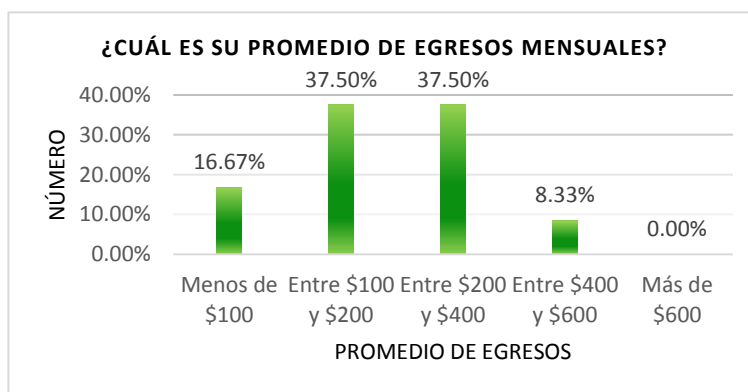 ¿CUÁL ES SU PROMEDIO DE EGRESOS MENSUALES?
40.00%
30.00%
20.00%
10.00%
0.00%
NÚMERO
16.67%
37.50%
37.50%
8.33%
0.00%
Menos de
$100
Entre $100
y $200
Entre $200
y $400
Entre $400
y $600
Más de
$600
PROMEDIO DE EGRESOS